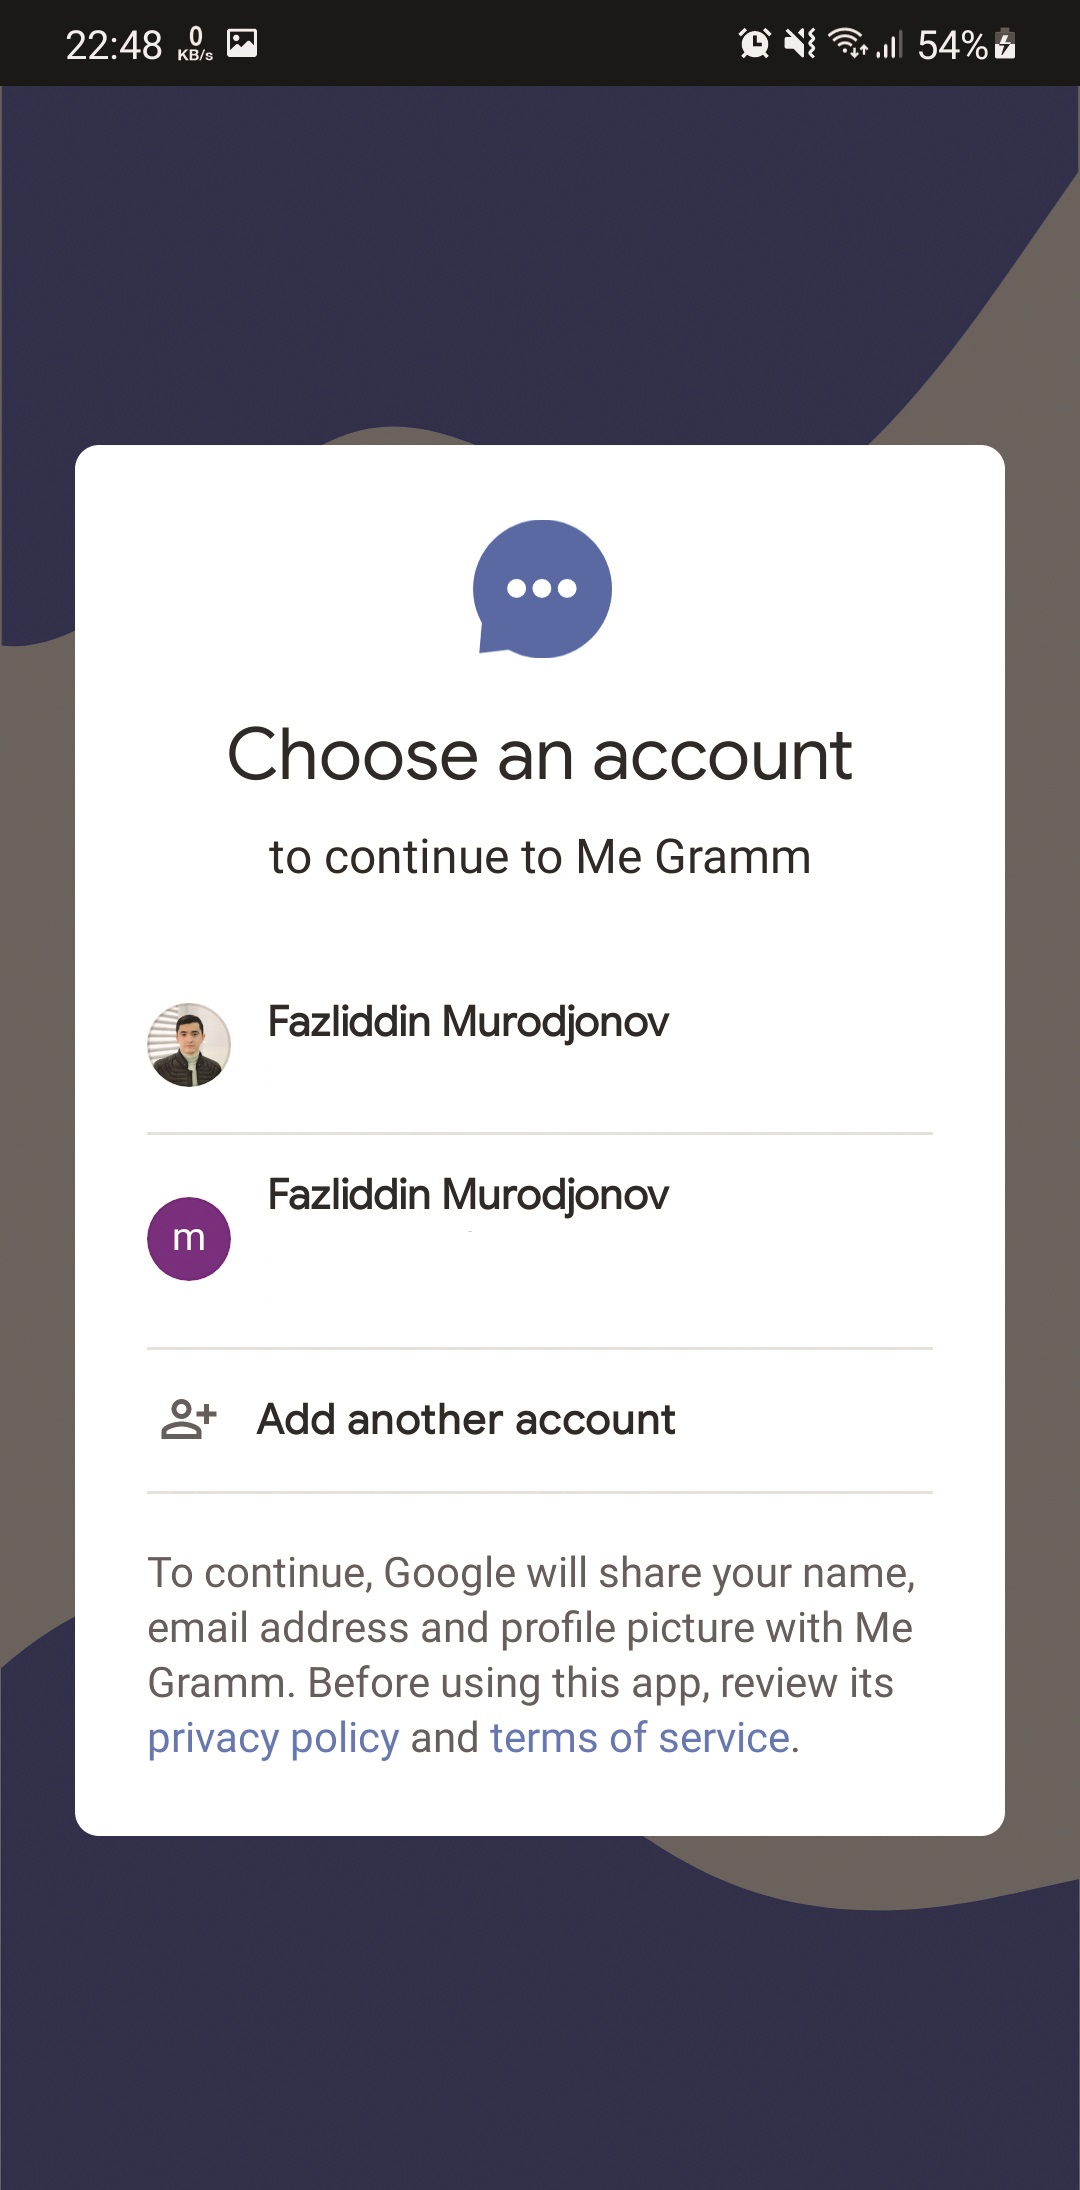 22:48 0 KB/s 54%
Choose an account
to continue to Me Gramm
Fazliddin Murodjonov
Fazliddin Murodjonov
m
Add another account
To continue, Google will share your name,
email address and profile picture with Me
Gramm. Before using this app, review its
privacy policy and terms of service.